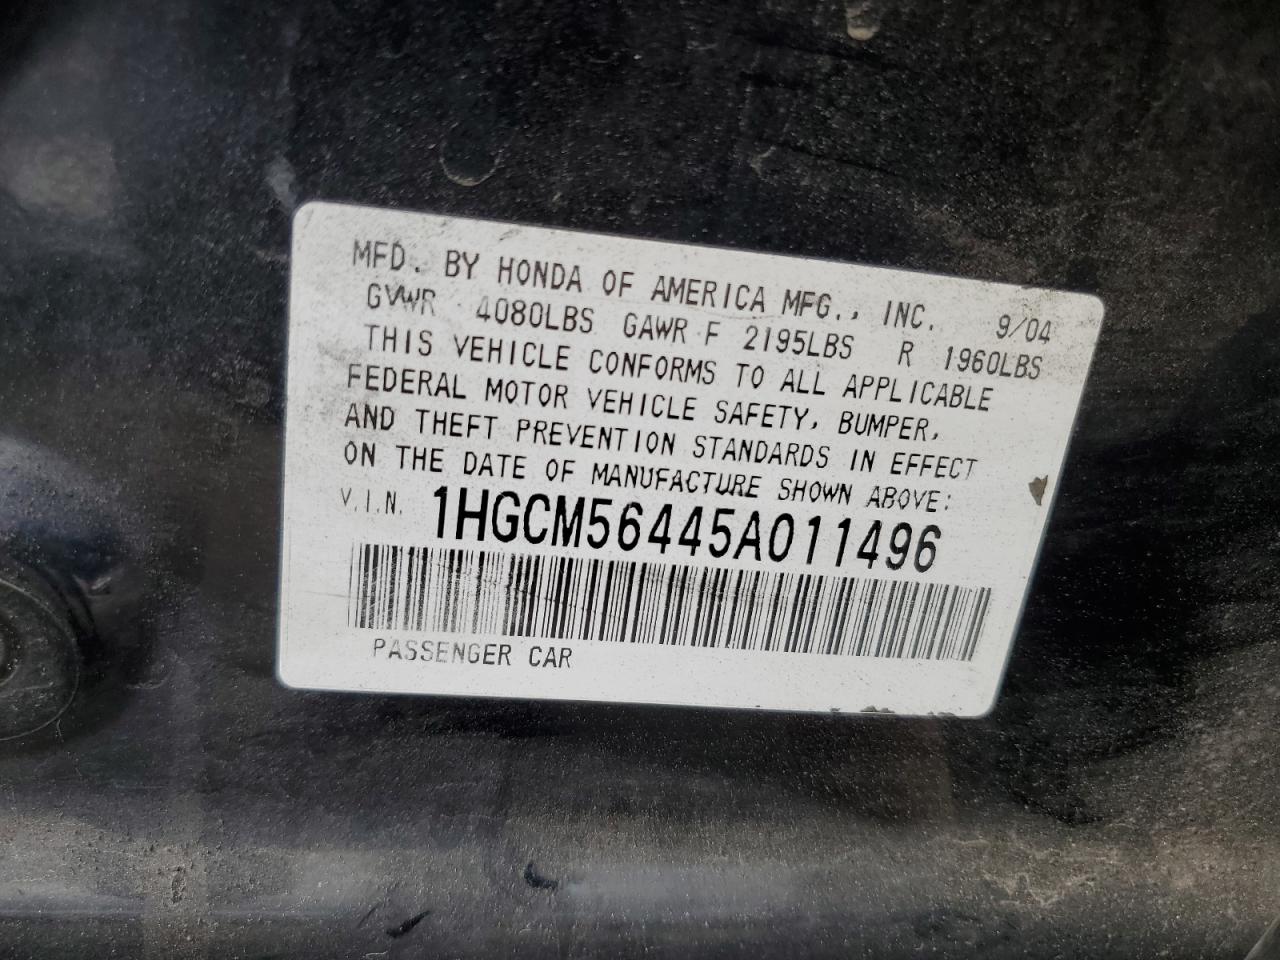 MFD. BY HONDA OF AMERICA MFG., INC. 9/04
GVWR 4080LBS GAWR F 2195LBS R 1960LBS
THIS VEHICLE CONFORMS TO ALL APPLICABLE
FEDERAL MOTOR VEHICLE SAFETY, BUMPER,
AND THEFT PREVENTION STANDARDS IN EFFECT
ON THE DATE OF MANUFACTURE SHOWN ABOVE:
V.I.N. 1HGCM56445A011496
PASSENGER CAR